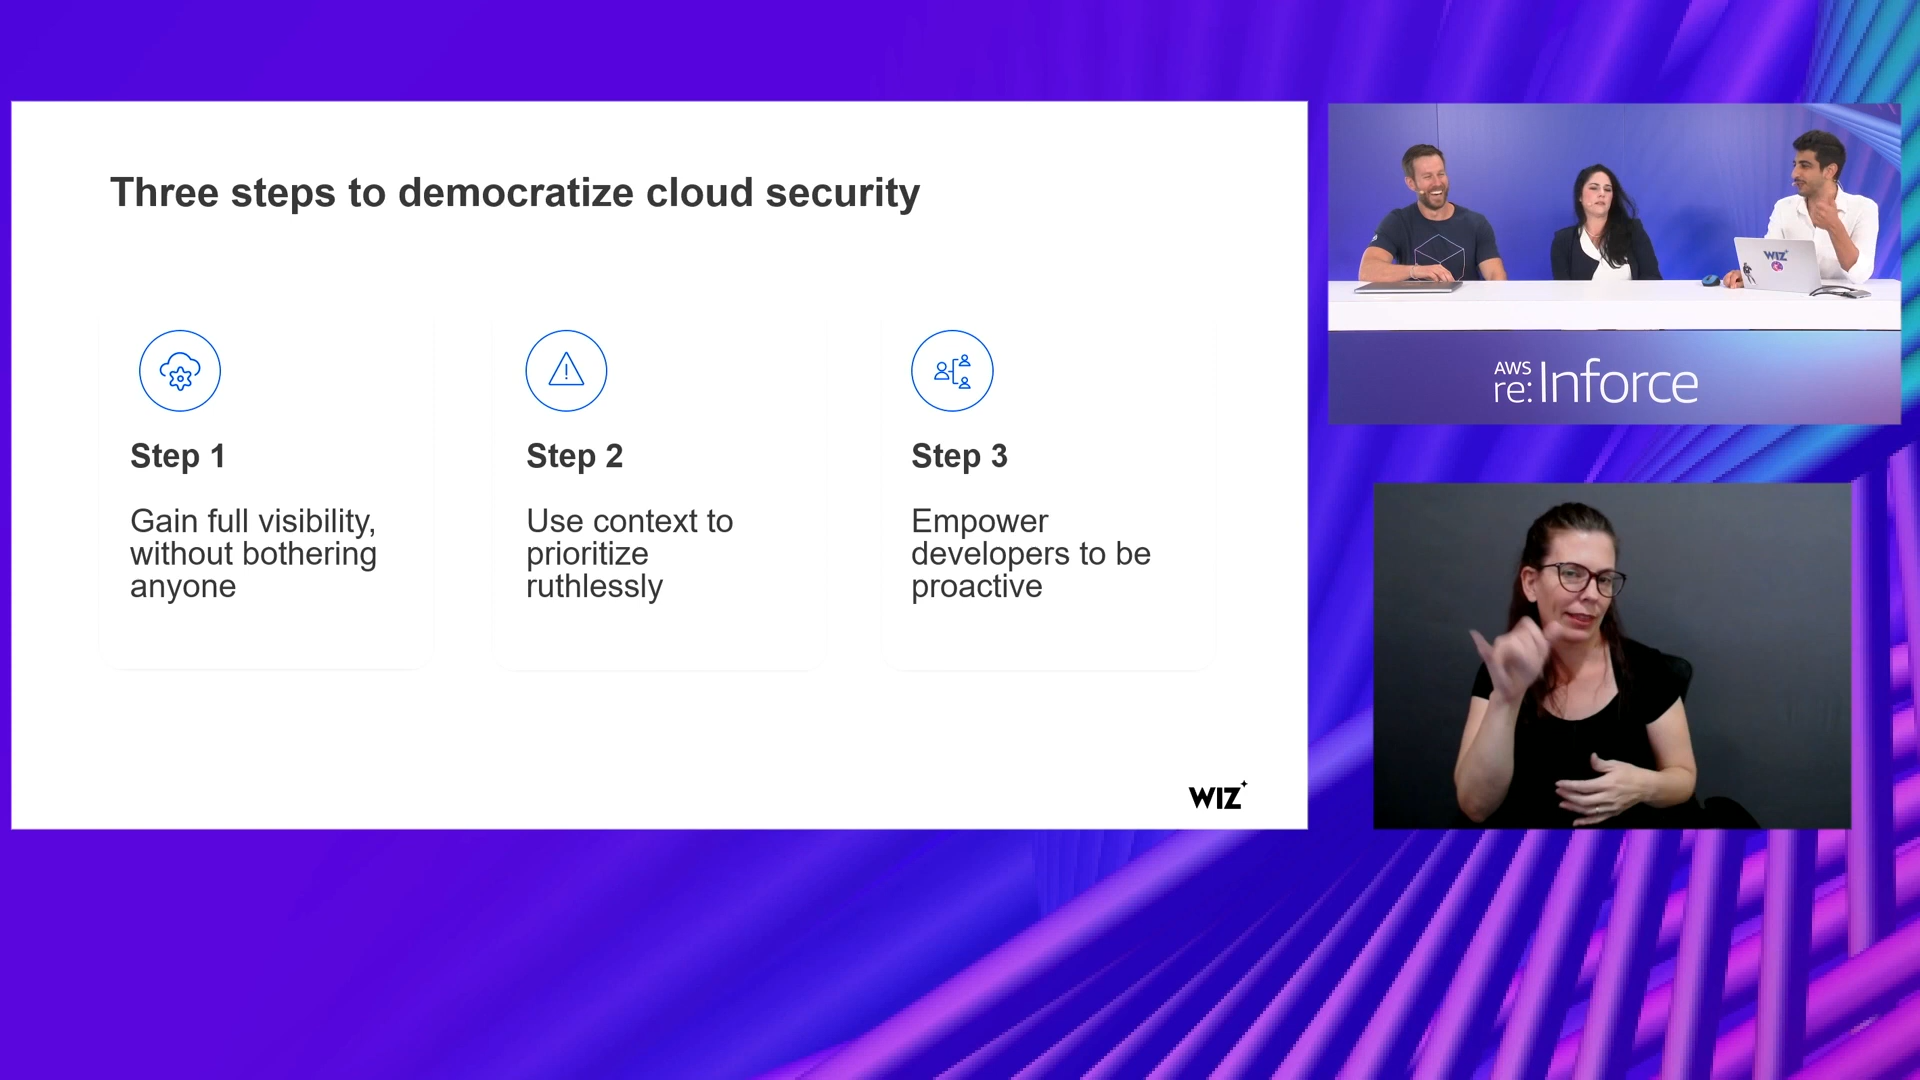 Three steps to democratize cloud security
Step 1
Gain full visibility,
without bothering
anyone
Step 2
Use context to
prioritize
ruthlessly
Step 3
Empower
developers to be
proactive
WIZ
WIZ
AWS
re:Inforce